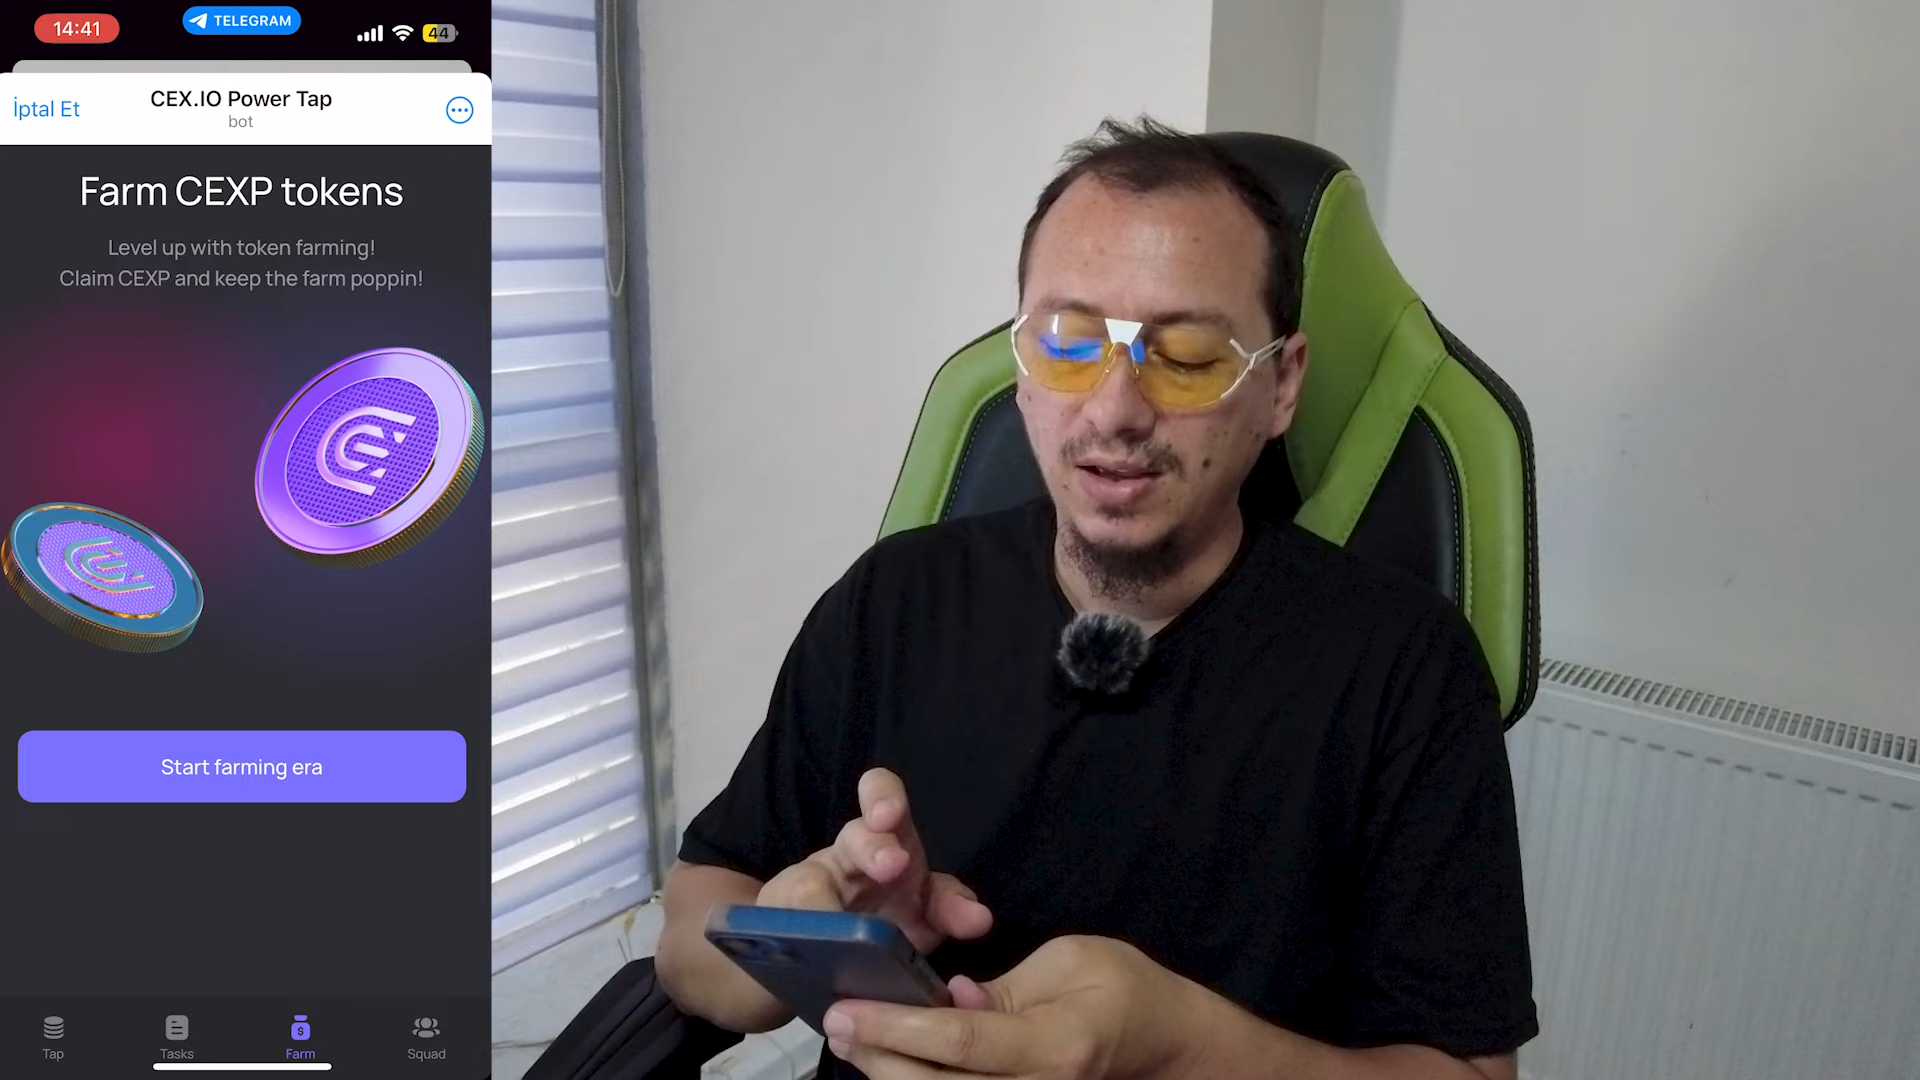 14:41
TELEGRAM
44
İptal Et
CEX.IO Power Tap
bot
Farm CEXP tokens
Level up with token farming!
Claim CEXP and keep the farm poppin!
Start farming era
Tap
Tasks
Farm
Squad